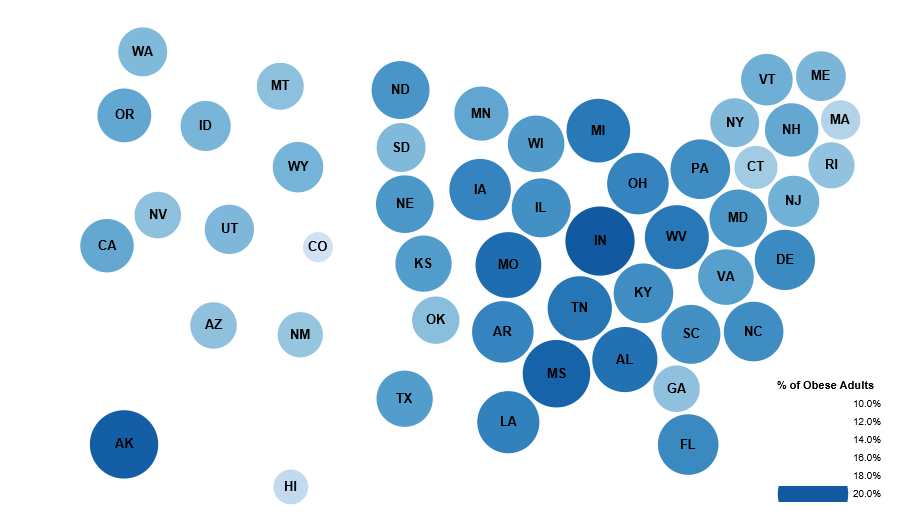 WA
MT
ND
VT
ME
OR
ID
MN
MI
NY
NH
MA
SD
WI
WY
OH
PA
CT
RI
IA
NE
IL
NJ
NV
UT
MD
CA
CO
IN
WV
KS
MO
DE
VA
KY
AZ
NM
OK
TN
AR
SC
NC
MS
AL
GA
TX
LA
AK
FL
HI
% of Obese Adults
10.0%
12.0%
14.0%
16.0%
18.0%
20.0%